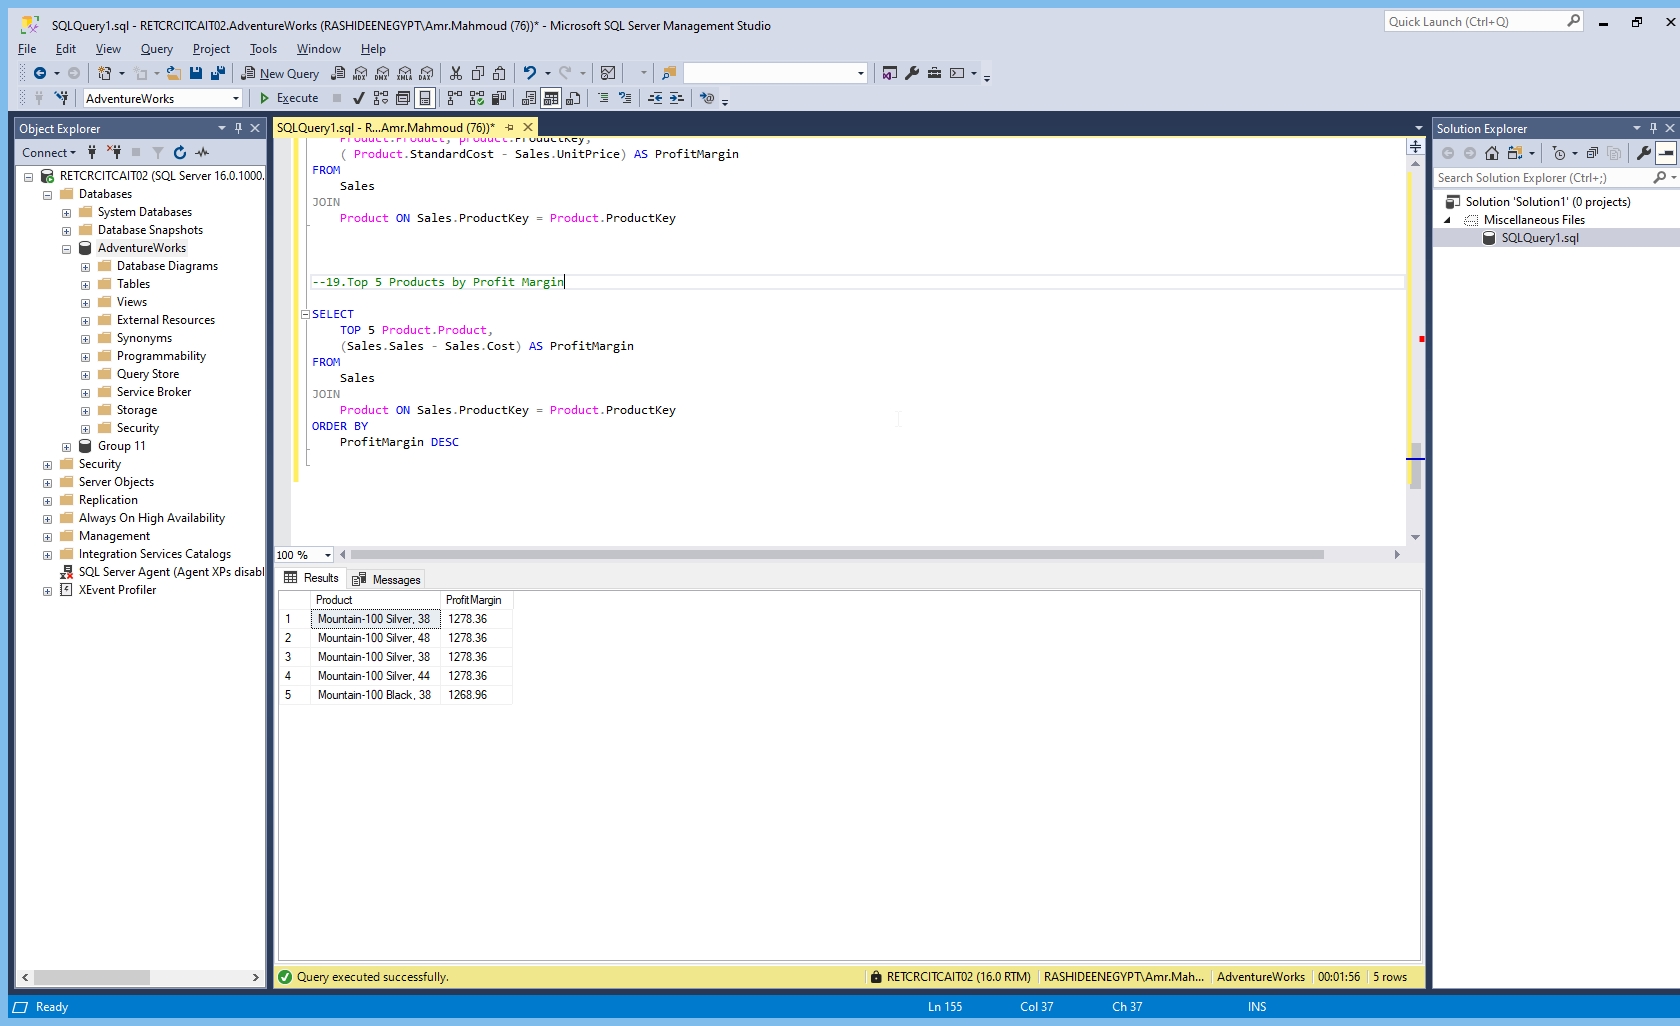 SQLQuery1.sql - RETCRCITCAIT02.AdventureWorks (RASHIDEENEGYPT\Amr.Mahmoud (76))* - Microsoft SQL Server Management Studio
Quick Launch (Ctrl+Q)
File Edit View Query Project Tools Window Help
New Query MDX DMX XMLA DAX
AdventureWorks Execute
Object Explorer
Connect
RETCRCITCAIT02 (SQL Server 16.0.1000.
Databases
System Databases
Database Snapshots
AdventureWorks
Database Diagrams
Tables
Views
External Resources
Synonyms
Programmability
Query Store
Service Broker
Storage
Security
Group 11
Security
Server Objects
Replication
Always On High Availability
Management
Integration Services Catalogs
SQL Server Agent (Agent XPs disabl
XEvent Profiler
SQLQuery1.sql - R...Amr.Mahmoud (76))*
Product.Product, product.ProductKey,
( Product.StandardCost - Sales.UnitPrice) AS ProfitMargin
FROM
Sales
JOIN
Product ON Sales.ProductKey = Product.ProductKey
--19.Top 5 Products by Profit Margin
SELECT
TOP 5 Product.Product,
(Sales.Sales - Sales.Cost) AS ProfitMargin
FROM
Sales
JOIN
Product ON Sales.ProductKey = Product.ProductKey
ORDER BY
ProfitMargin DESC
100 %
Results Messages
Product ProfitMargin
1 Mountain-100 Silver, 38 1278.36
2 Mountain-100 Silver, 48 1278.36
3 Mountain-100 Silver, 38 1278.36
4 Mountain-100 Silver, 44 1278.36
5 Mountain-100 Black, 38 1268.96
Query executed successfully. RETCRCITCAIT02 (16.0 RTM) RASHIDEENEGYPT\Amr.Mah... AdventureWorks 00:01:56 5 rows
Solution Explorer
Search Solution Explorer (Ctrl+;)
Solution 'Solution1' (0 projects)
Miscellaneous Files
SQLQuery1.sql
Ready Ln 155 Col 37 Ch 37 INS